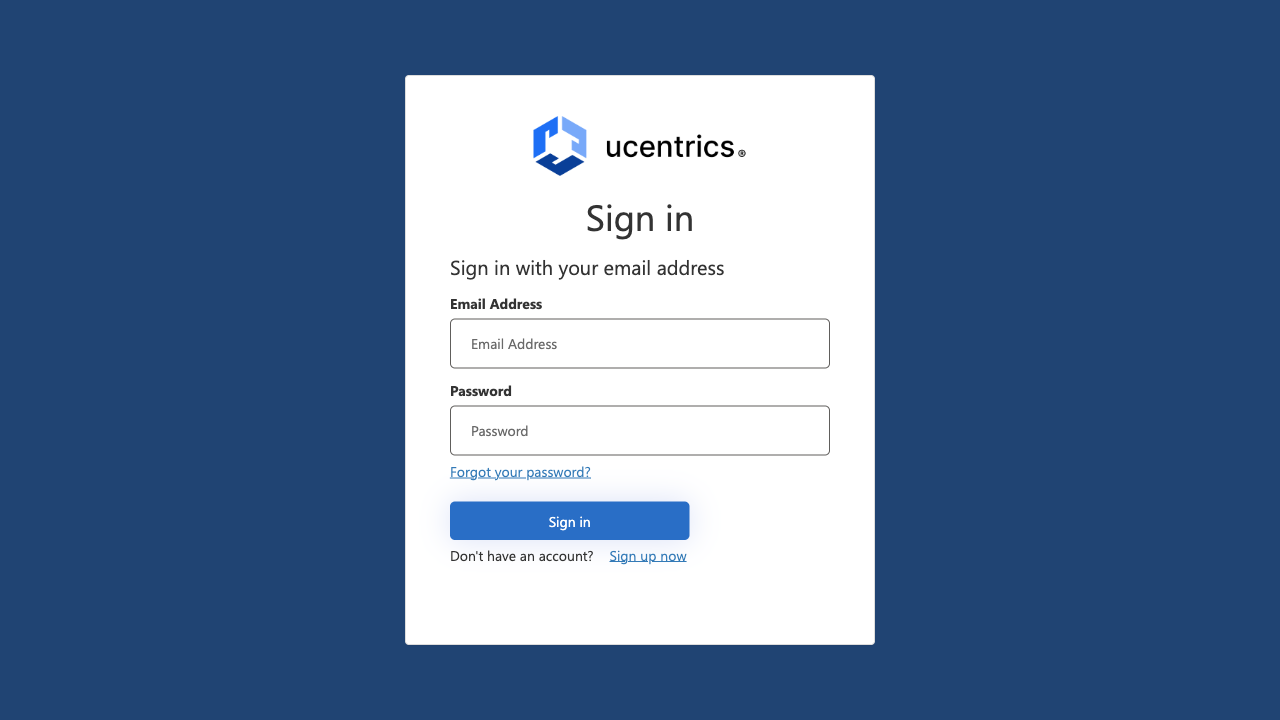 ucentrics®
Sign in
Sign in with your email address
Email Address
Email Address
Password
Password
Forgot your password?
Sign in
Don't have an account? Sign up now